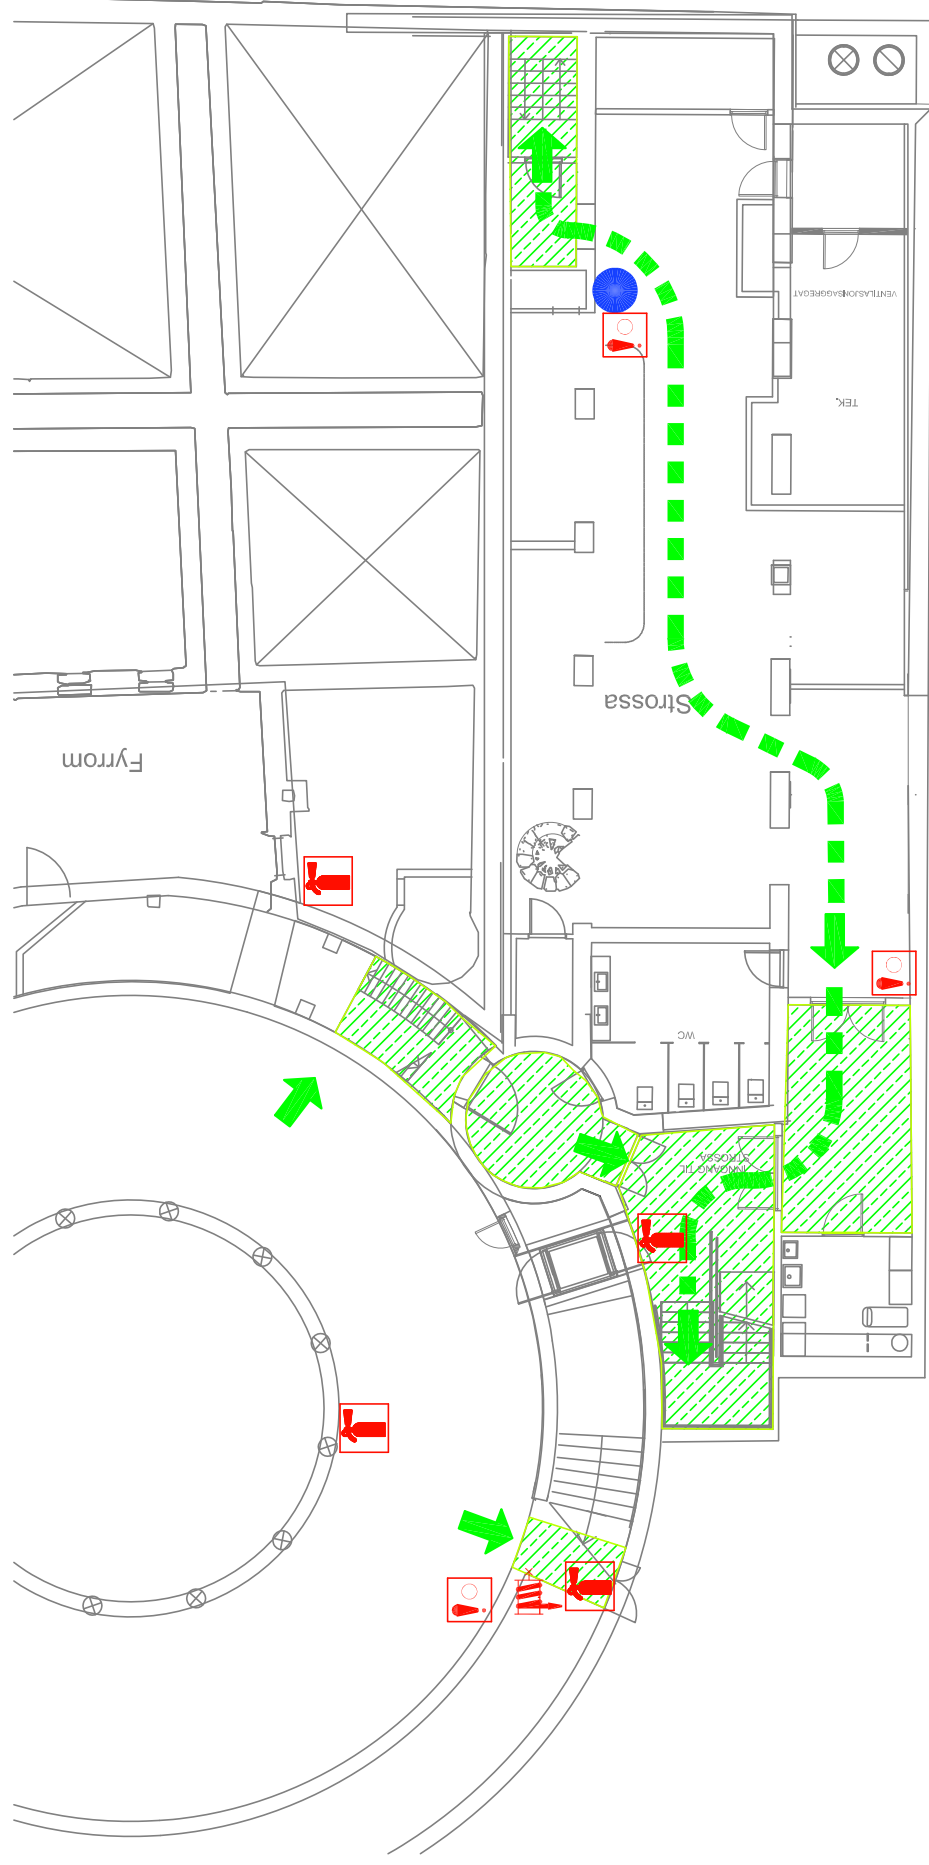 VENTILASJONSAGGREGAT
TEK.
Strossa
Fyrrom
WC
INNGANG TIL
STROSSA